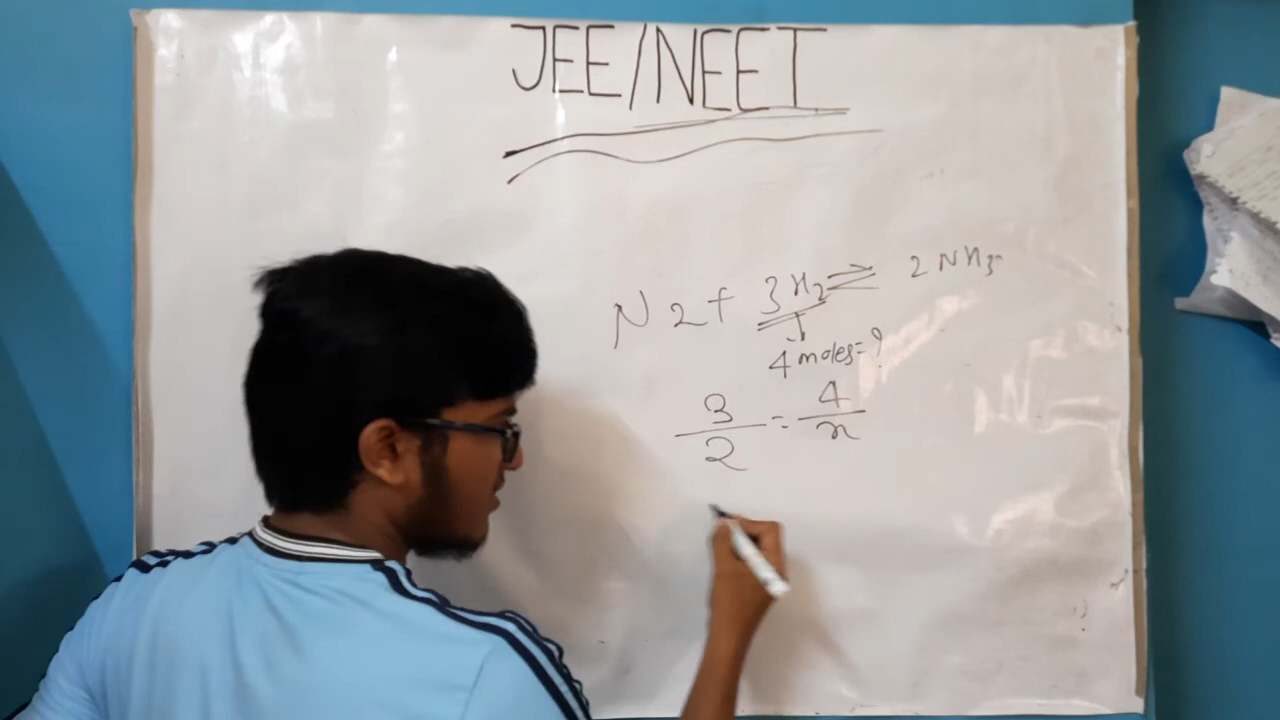 JEE/NEET
N2 + 3H2 ⇌ 2NH3
4 moles = ?
3/2 = 4/n